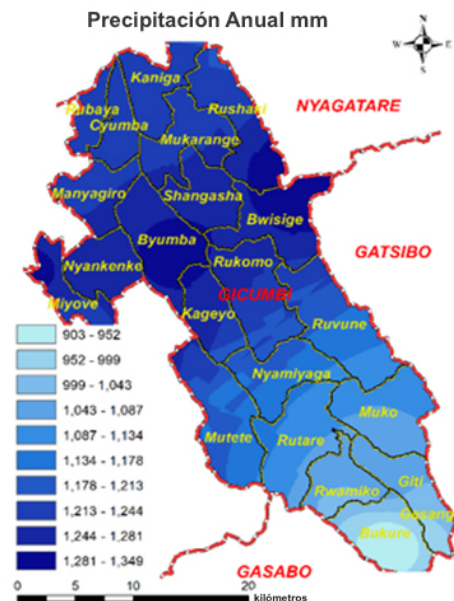 Precipitación Anual mm
N
W E
S
Kaniga
NYAGATARE
Rubaya
Rushaki
Cyumba
Mukarange
Manyagiro
Shangasha
Bwisige
Byumba
GATSIBO
Nyankenke
Rukomo
Miyove
GICUMBI
Kageyo
Ruvune
903 - 952
952 - 999
999 - 1,043
1,043 - 1,087
1,087 - 1,134
1,134 - 1,178
1,178 - 1,213
1,213 - 1,244
1,244 - 1,281
1,281 - 1,349
Nyamiyaga
Muko
Mutete
Rutare
Giti
Rwamiko
Gasang
Bukure
GASABO
0 5 10 20
kilómetros